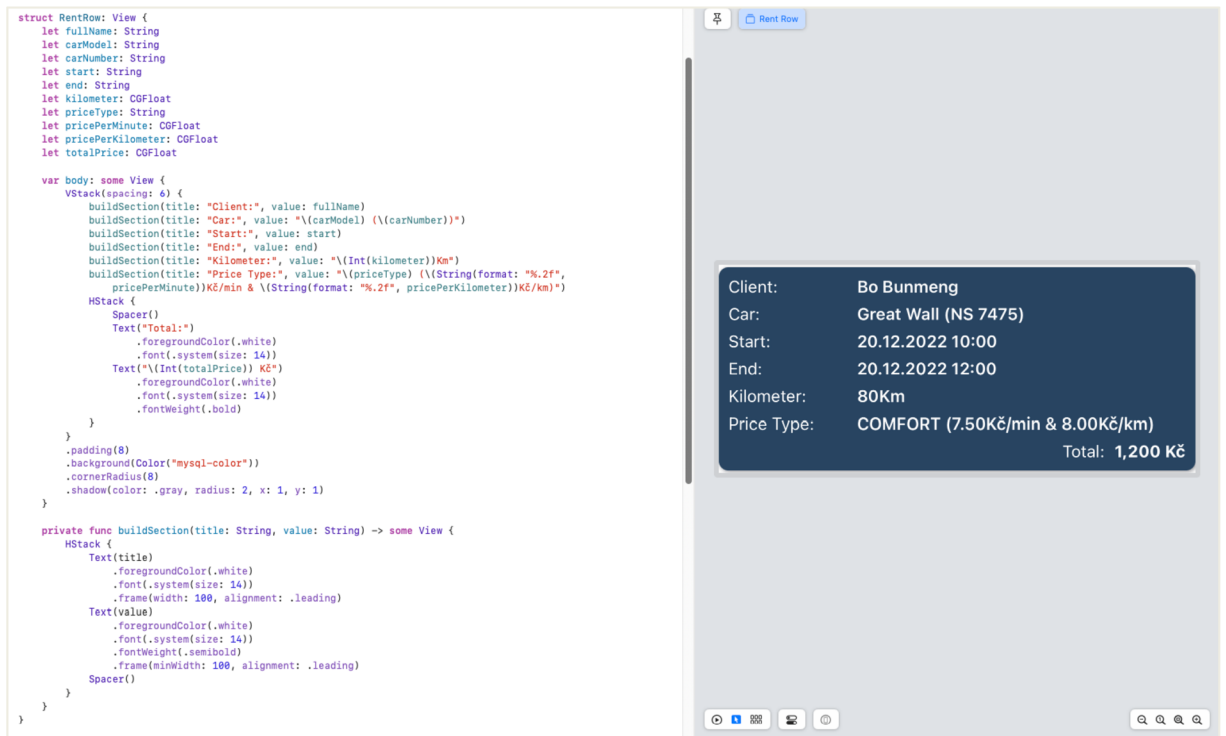 struct RentRow: View {
    let fullName: String
    let carModel: String
    let carNumber: String
    let start: String
    let end: String
    let kilometer: CGFloat
    let priceType: String
    let pricePerMinute: CGFloat
    let pricePerKilometer: CGFloat
    let totalPrice: CGFloat

    var body: some View {
        VStack(spacing: 6) {
            buildSection(title: "Client:", value: fullName)
            buildSection(title: "Car:", value: "\(carModel) (\(carNumber))")
            buildSection(title: "Start:", value: start)
            buildSection(title: "End:", value: end)
            buildSection(title: "Kilometer:", value: "\(Int(kilometer))Km")
            buildSection(title: "Price Type:", value: "\(priceType) (\(String(format: "%.2f",
                pricePerMinute))Kč/min & \(String(format: "%.2f", pricePerKilometer))Kč/km)")
            HStack {
                Spacer()
                Text("Total:")
                    .foregroundColor(.white)
                    .font(.system(size: 14))
                Text("\(Int(totalPrice)) Kč")
                    .foregroundColor(.white)
                    .font(.system(size: 14))
                    .fontWeight(.bold)
            }
        }
        .padding(8)
        .background(Color("mysql-color"))
        .cornerRadius(8)
        .shadow(color: .gray, radius: 2, x: 1, y: 1)
    }

    private func buildSection(title: String, value: String) -> some View {
        HStack {
            Text(title)
                .foregroundColor(.white)
                .font(.system(size: 14))
                .frame(width: 100, alignment: .leading)
            Text(value)
                .foregroundColor(.white)
                .font(.system(size: 14))
                .fontWeight(.semibold)
                .frame(minWidth: 100, alignment: .leading)
            Spacer()
        }
    }
}
Rent Row
Client: Bo Bunmeng
Car: Great Wall (NS 7475)
Start: 20.12.2022 10:00
End: 20.12.2022 12:00
Kilometer: 80Km
Price Type: COMFORT (7.50Kč/min & 8.00Kč/km)
Total: 1,200 Kč